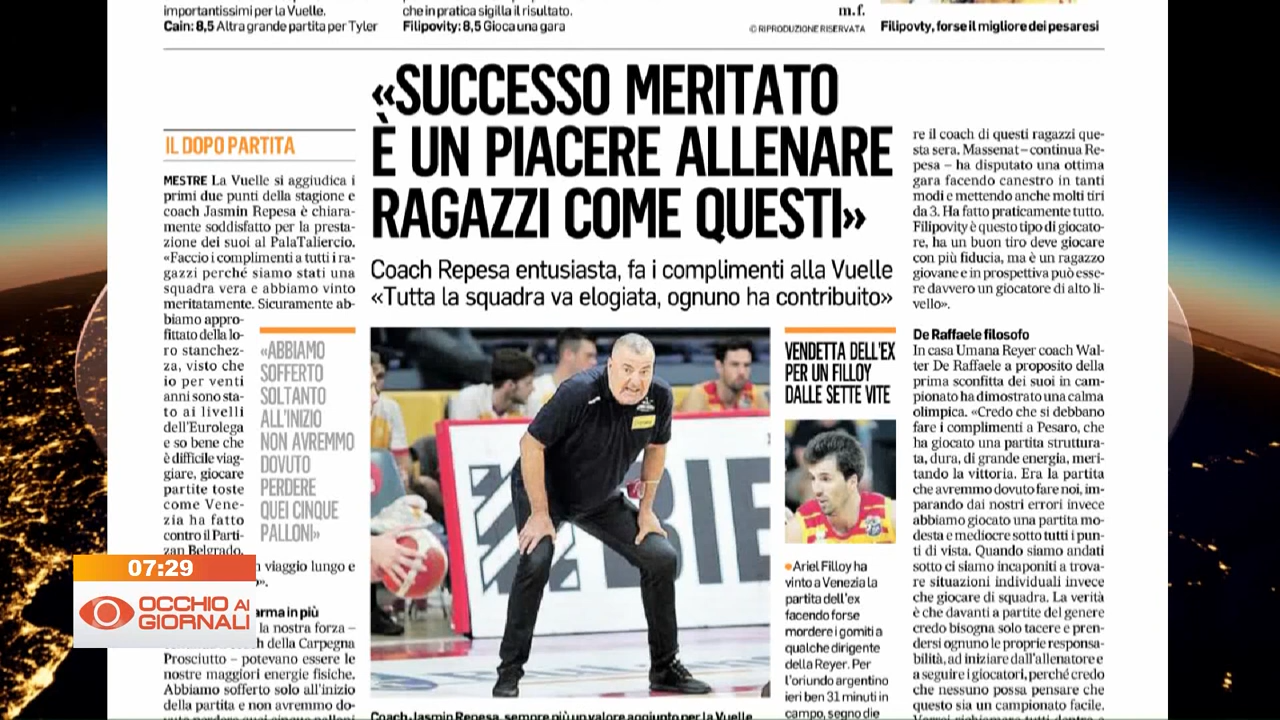 importantissimi per la Vuelle.
Cain: 8,5 Altra grande partita per Tyler
che in pratica sigilla il risultato.
Filipovity: 8,5 Gioca una gara
m.f.
© RIPRODUZIONE RISERVATA
Filipovty, forse il migliore dei pesaresi
«SUCCESSO MERITATO
È UN PIACERE ALLENARE
RAGAZZI COME QUESTI»
Coach Repesa entusiasta, fa i complimenti alla Vuelle
«Tutta la squadra va elogiata, ognuno ha contribuito»
IL DOPO PARTITA
MESTRE La Vuelle si aggiudica i
primi due punti della stagione e
coach Jasmin Repesa è chiara-
mente soddisfatto per la presta-
zione dei suoi al PalaTaliercio.
«Faccio i complimenti a tutti i ra-
gazzi perché siamo stati una
squadra vera e abbiamo vinto
meritatamente. Sicuramente ab-
biamo appro-
fittato della lo-
ro stanchez-
za, visto che
io per venti
anni sono sta-
to ai livelli
dell'Eurolega
e so bene che
è difficile viag-
giare, giocare
partite toste
come Vene-
zia ha fatto
contro il Parti-
zan Belgrado,
viaggio lungo e
».
arma in più
la nostra forza –
della Carpegna
Prosciutto – potevano essere le
nostre maggiori energie fisiche.
Abbiamo sofferto solo all'inizio
della partita e non avremmo do-
vuto perdere quei cinque palloni
«ABBIAMO
SOFFERTO
SOLTANTO
ALL'INIZIO
NON AVREMMO
DOVUTO
PERDERE
QUEI CINQUE
PALLONI»
Coach Jasmin Repesa, sempre più un valore aggiunto per la Vuelle
VENDETTA DELL'EX
PER UN FILLOY
DALLE SETTE VITE
●Ariel Filloy ha
vinto a Venezia la
partita dell'ex
facendo forse
mordere i gomiti a
qualche dirigente
della Reyer. Per
l'oriundo argentino
ieri ben 31 minuti in
campo, segno die
re il coach di questi ragazzi que-
sta sera. Massenat – continua Re-
pesa – ha disputato una ottima
gara facendo canestro in tanti
modi e mettendo anche molti tiri
da 3. Ha fatto praticamente tutto.
Filipovity è questo tipo di giocato-
re, ha un buon tiro deve giocare
con più fiducia, ma è un ragazzo
giovane e in prospettiva può esse-
re davvero un giocatore di alto li-
vello».
De Raffaele filosofo
In casa Umana Reyer coach Wal-
ter De Raffaele a proposito della
prima sconfitta dei suoi in cam-
pionato ha dimostrato una calma
olimpica. «Credo che si debbano
fare i complimenti a Pesaro, che
ha giocato una partita struttura-
ta, dura, di grande energia, meri-
tando la vittoria. Era la partita
che avremmo dovuto fare noi, im-
parando dai nostri errori invece
abbiamo giocato una partita mo-
desta e mediocre sotto tutti i pun-
ti di vista. Quando siamo andati
sotto ci siamo incaponiti a trova-
re situazioni individuali invece
che giocare di squadra. La verità
è che davanti a partite del genere
credo bisogna solo tacere e pren-
dersi ognuno le proprie responsa-
bilità, ad iniziare dall'allenatore e
a seguire i giocatori, perché credo
che nessuno possa pensare che
questo sia un campionato facile.
07:29
OCCHIO AI
GIORNALI